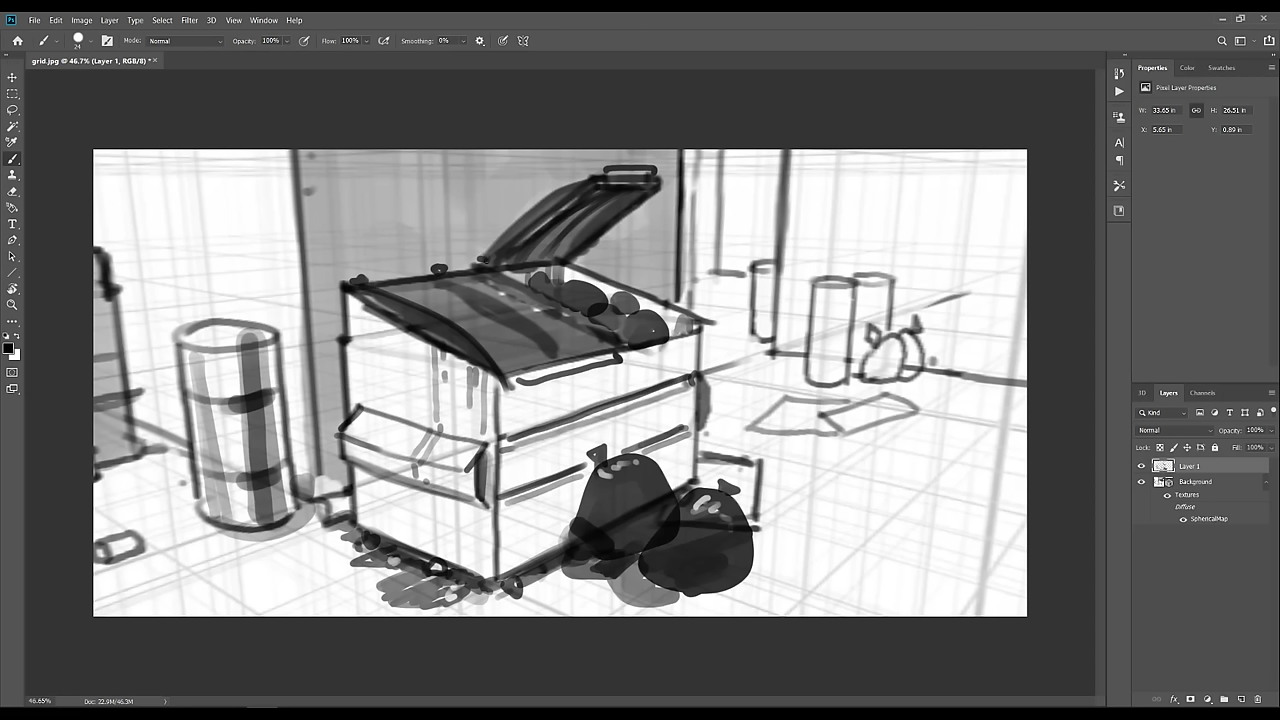 Ps File Edit Image Layer Type Select Filter 3D View Window Help
24 Mode: Normal Opacity: 100% Flow: 100% Smoothing: 0%
grid.jpg @ 46.7% (Layer 1, RGB/8) * ×
Properties Color Swatches
Pixel Layer Properties
W: 33.65 in H: 26.51 in
X: 5.65 in Y: 0.89 in
3D Layers Channels
Kind
Normal Opacity: 100%
Lock: Fill: 100%
Layer 1
Background
Textures
Diffuse
SphericalMap
fx
46.65% Doc: 22.9M/46.3M